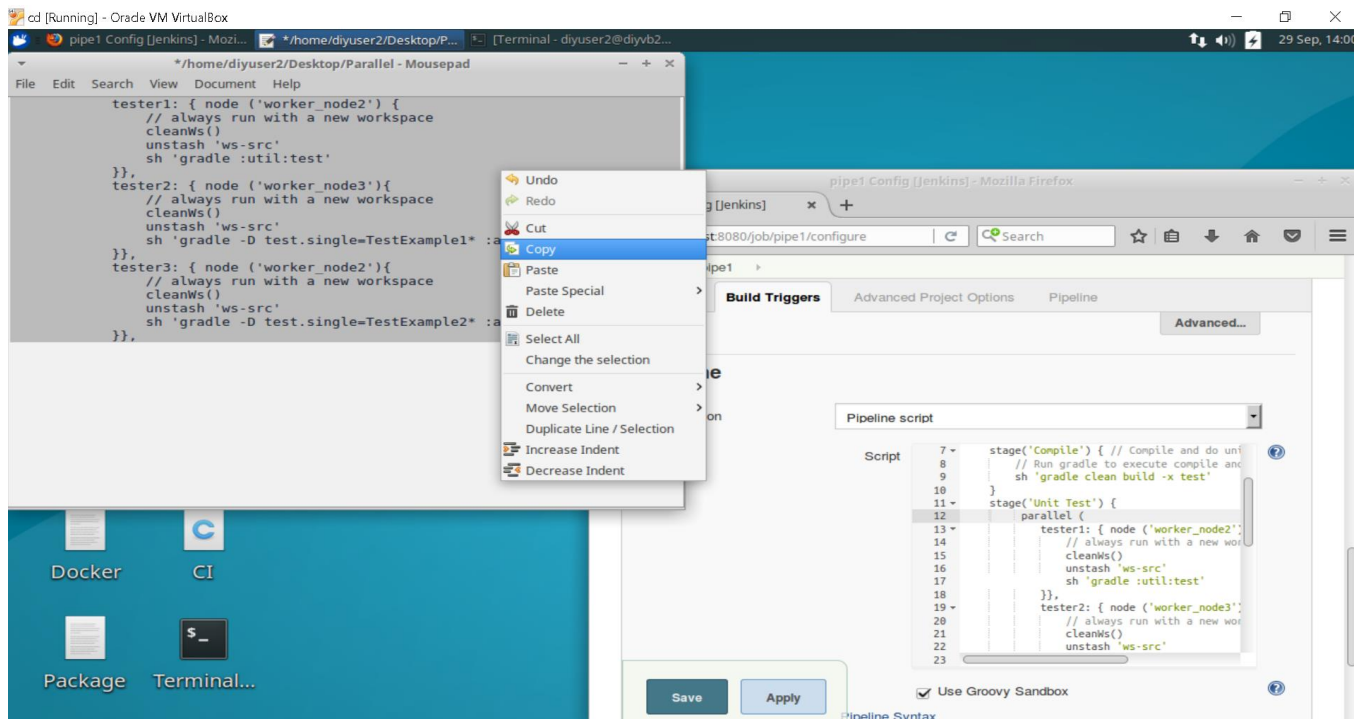 cd [Running] - Oracle VM VirtualBox
pipe1 Config [Jenkins] - Mozi...
*/home/diyuser2/Desktop/P...
[Terminal - diyuser2@diyvb2...
29 Sep, 14:00
*/home/diyuser2/Desktop/Parallel - Mousepad
File Edit Search View Document Help
tester1: { node ('worker_node2') {
// always run with a new workspace
cleanWs()
unstash 'ws-src'
sh 'gradle :util:test'
}},
tester2: { node ('worker_node3'){
// always run with a new workspace
cleanWs()
unstash 'ws-src'
sh 'gradle -D test.single=TestExample1* :a
}},
tester3: { node ('worker_node2'){
// always run with a new workspace
cleanWs()
unstash 'ws-src'
sh 'gradle -D test.single=TestExample2* :a
}},
Undo
Redo
Cut
Copy
Paste
Paste Special
Delete
Select All
Change the selection
Convert
Move Selection
Duplicate Line / Selection
Increase Indent
Decrease Indent
pipe1 Config [Jenkins] - Mozilla Firefox
g [Jenkins]
st:8080/job/pipe1/configure
Search
ipe1
Build Triggers Advanced Project Options Pipeline
Advanced...
ne
on
Pipeline script
Script
7 stage('Compile') { // Compile and do uni
8 // Run gradle to execute compile and
9 sh 'gradle clean build -x test'
10 }
11 stage('Unit Test') {
12 parallel (
13 tester1: { node ('worker_node2')
14 // always run with a new wor
15 cleanWs()
16 unstash 'ws-src'
17 sh 'gradle :util:test'
18 }},
19 tester2: { node ('worker_node3')
20 // always run with a new wor
21 cleanWs()
22 unstash 'ws-src'
23
Use Groovy Sandbox
Pipeline Syntax
Save Apply
Docker
CI
Package
Terminal...